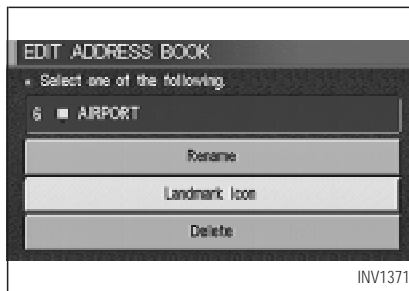 EDIT ADDRESS BOOK
Select one of the following.
6 ■ AIRPORT
Rename
Landmark Icon
Delete
INV1371